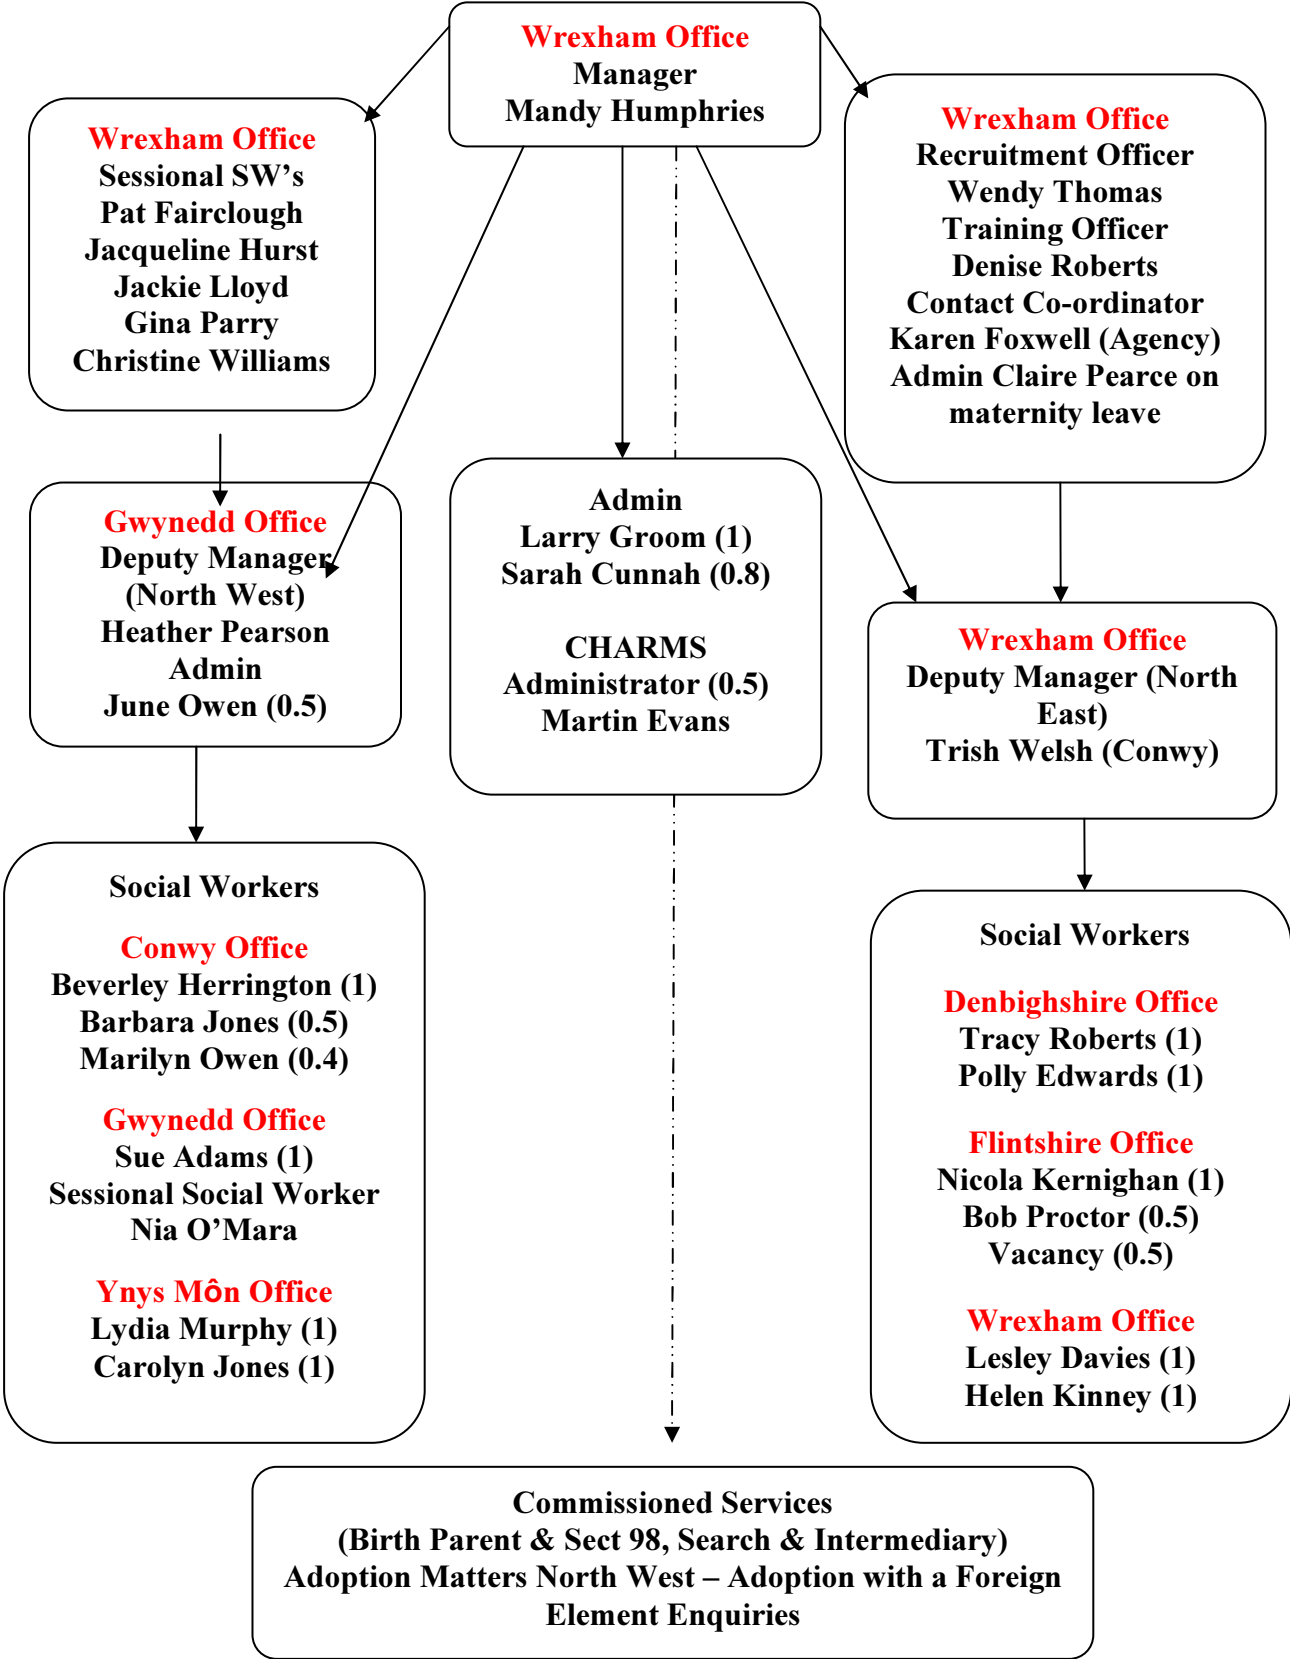 Wrexham Office
Manager
Mandy Humphries
Wrexham Office
Sessional SW’s
Pat Fairclough
Jacqueline Hurst
Jackie Lloyd
Gina Parry
Christine Williams
Wrexham Office
Recruitment Officer
Wendy Thomas
Training Officer
Denise Roberts
Contact Co-ordinator
Karen Foxwell (Agency)
Admin Claire Pearce on
maternity leave
Gwynedd Office
Deputy Manager
(North West)
Heather Pearson
Admin
June Owen (0.5)
Admin
Larry Groom (1)
Sarah Cunnah (0.8)
CHARMS
Administrator (0.5)
Martin Evans
Wrexham Office
Deputy Manager (North
East)
Trish Welsh (Conwy)
Social Workers
Conwy Office
Beverley Herrington (1)
Barbara Jones (0.5)
Marilyn Owen (0.4)
Gwynedd Office
Sue Adams (1)
Sessional Social Worker
Nia O’Mara
Ynys Môn Office
Lydia Murphy (1)
Carolyn Jones (1)
Social Workers
Denbighshire Office
Tracy Roberts (1)
Polly Edwards (1)
Flintshire Office
Nicola Kernighan (1)
Bob Proctor (0.5)
Vacancy (0.5)
Wrexham Office
Lesley Davies (1)
Helen Kinney (1)
Commissioned Services
(Birth Parent & Sect 98, Search & Intermediary)
Adoption Matters North West – Adoption with a Foreign
Element Enquiries